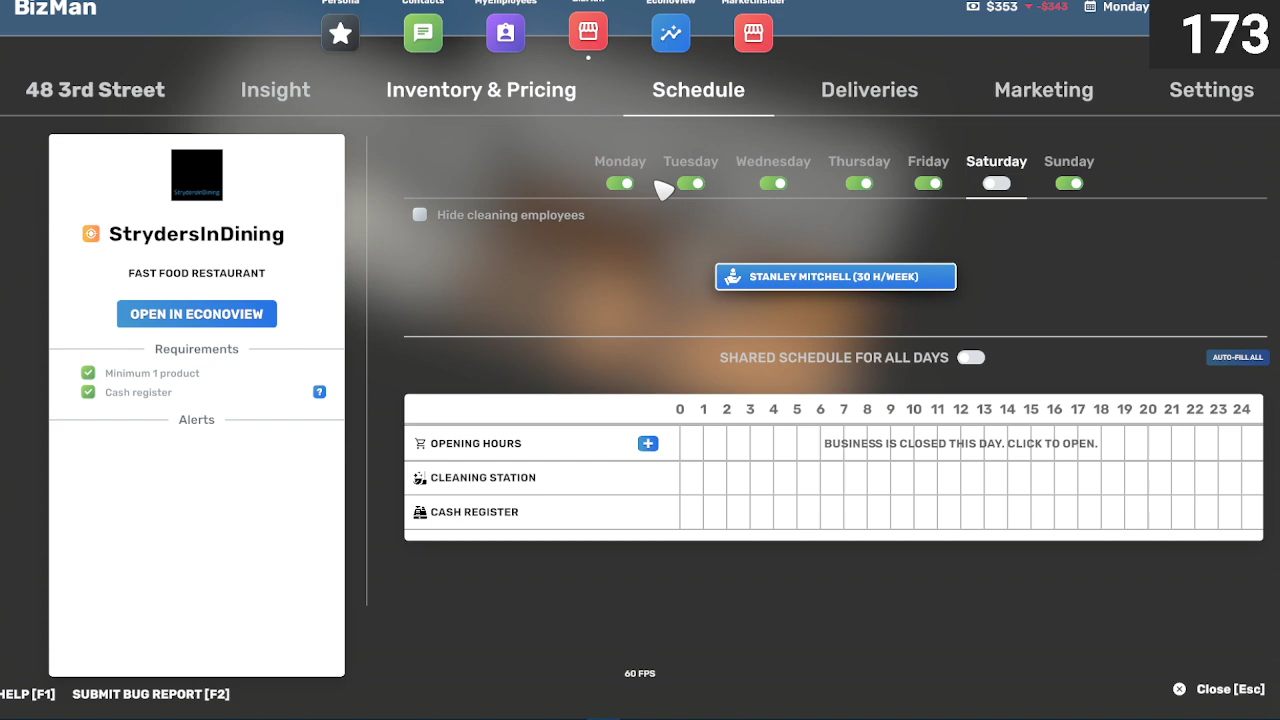 BizMan
Persona Contacts MyEmployees BizMan EconoView MarketInsider
$353 -$343 Monday
173
48 3rd Street Insight Inventory & Pricing Schedule Deliveries Marketing Settings
Monday Tuesday Wednesday Thursday Friday Saturday Sunday
Hide cleaning employees
StrydersInDining
StrydersInDining
FAST FOOD RESTAURANT
OPEN IN ECONOVIEW
Requirements
Minimum 1 product
Cash register ?
Alerts
STANLEY MITCHELL (30 H/WEEK)
SHARED SCHEDULE FOR ALL DAYS
AUTO-FILL ALL
0 1 2 3 4 5 6 7 8 9 10 11 12 13 14 15 16 17 18 19 20 21 22 23 24
OPENING HOURS + BUSINESS IS CLOSED THIS DAY. CLICK TO OPEN.
CLEANING STATION
CASH REGISTER
60 FPS
HELP [F1] SUBMIT BUG REPORT [F2]
Close [Esc]